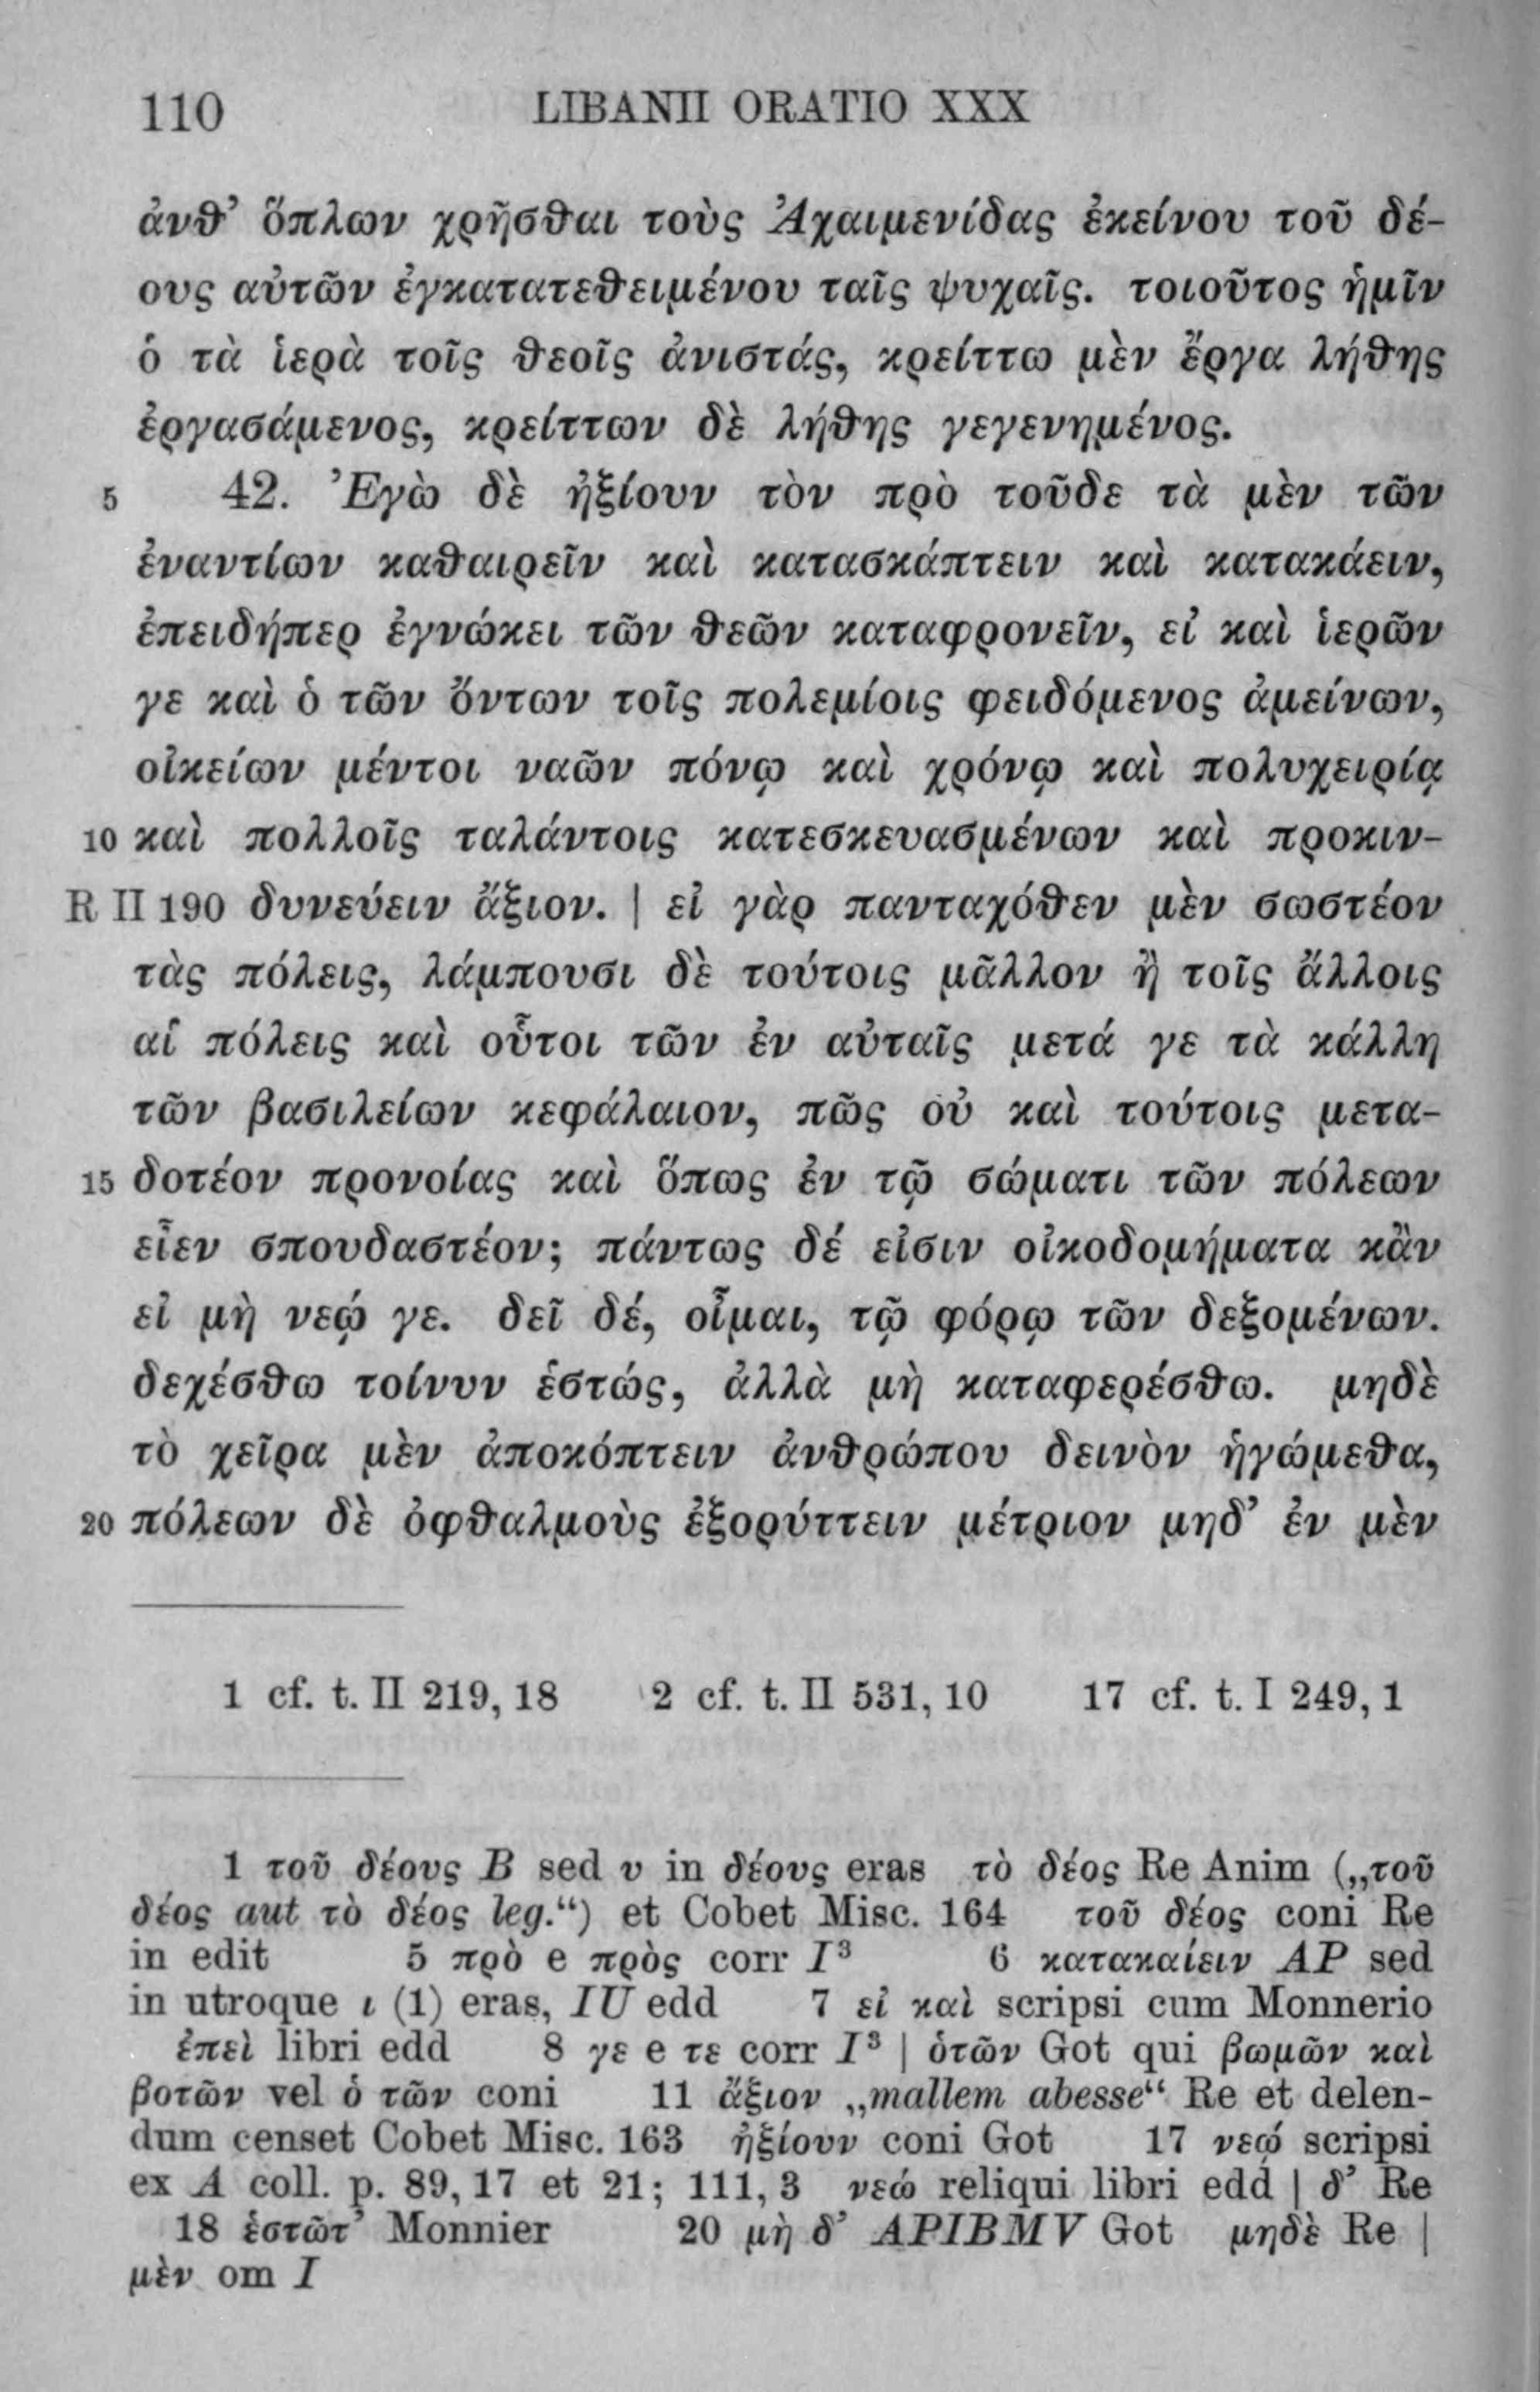 110 LIBANII ORATIO XXX
ἀνθ’ ὅπλων χρῆσθαι τοὺς Ἀχαιμενίδας ἐκείνου τοῦ δέ-
ους αὐτῶν ἐγκατατεθειμένου ταῖς ψυχαῖς. τοιοῦτος ἡμῖν
ὁ τὰ ἱερὰ τοῖς θεοῖς ἀνιστάς, κρείττω μὲν ἔργα λήθης
ἐργασάμενος, κρείττων δὲ λήθης γεγενημένος.
5 42. Ἐγὼ δὲ ἠξίουν τὸν πρὸ τοῦδε τὰ μὲν τῶν
ἐναντίων καθαιρεῖν καὶ κατασκάπτειν καὶ κατακάειν,
ἐπειδήπερ ἐγνώκει τῶν θεῶν καταφρονεῖν, εἰ καὶ ἱερῶν
γε καὶ ὁ τῶν ὄντων τοῖς πολεμίοις φειδόμενος ἀμείνων,
οἰκείων μέντοι ναῶν πόνῳ καὶ χρόνῳ καὶ πολυχειρίᾳ
10 καὶ πολλοῖς ταλάντοις κατεσκευασμένων καὶ προκιν-
R II 190 δυνεύειν ἄξιον. | εἰ γὰρ πανταχόθεν μὲν σωστέον
τὰς πόλεις, λάμπουσι δὲ τούτοις μᾶλλον ἢ τοῖς ἄλλοις
αἱ πόλεις καὶ οὗτοι τῶν ἐν αὐταῖς μετά γε τὰ κάλλη
τῶν βασιλείων κεφάλαιον, πῶς οὐ καὶ τούτοις μετα-
15 δοτέον προνοίας καὶ ὅπως ἐν τῷ σώματι τῶν πόλεων
εἶεν σπουδαστέον; πάντως δέ εἰσιν οἰκοδομήματα κἂν
εἰ μὴ νεῴ γε. δεῖ δέ, οἶμαι, τῷ φόρῳ τῶν δεξομένων.
δεχέσθω τοίνυν ἑστώς, ἀλλὰ μὴ καταφερέσθω. μηδὲ
τὸ χεῖρα μὲν ἀποκόπτειν ἀνθρώπου δεινὸν ἡγώμεθα,
20 πόλεων δὲ ὀφθαλμοὺς ἐξορύττειν μέτριον μηδ’ ἐν μὲν
1 cf. t. II 219, 18 2 cf. t. II 531, 10 17 cf. t. I 249, 1
1 τοῦ δέους B sed υ in δέους eras τὸ δέος Re Anim („τοῦ
δέος aut τὸ δέος leg.“) et Cobet Misc. 164 τοῦ δέος coni Re
in edit 5 πρὸ e πρὸς corr I³ 6 κατακαίειν AP sed
in utroque ι (1) eras, IU edd 7 εἰ καὶ scripsi cum Monnerio
ἐπεὶ libri edd 8 γε e τε corr I³ | ὁτῶν Got qui βωμῶν καὶ
βοτῶν vel ὁ τῶν coni 11 ἄξιον „mallem abesse“ Re et delen-
dum censet Cobet Misc. 163 ἠξίουν coni Got 17 νεῴ scripsi
ex A coll. p. 89, 17 et 21; 111, 3 νεώ reliqui libri edd | δ’ Re
18 ἑστῶτ’ Monnier 20 μὴ δ’ APIBMV Got μηδὲ Re |
μὲν om I